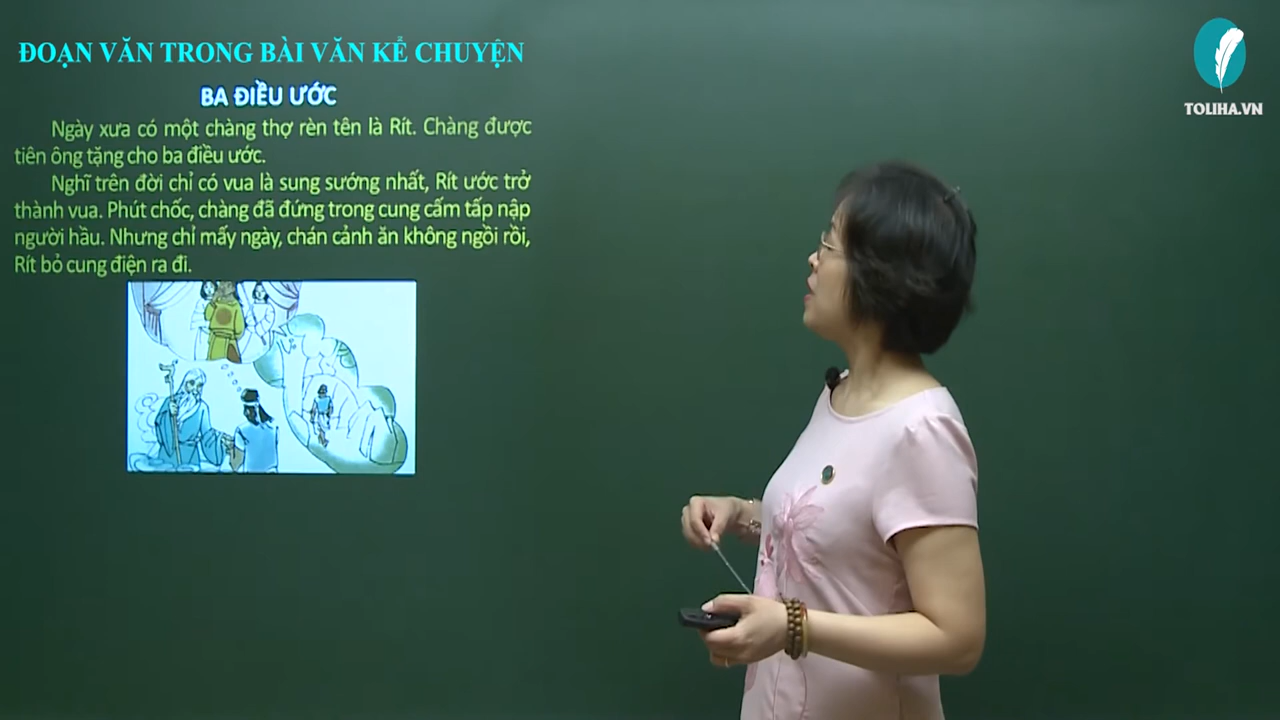 ĐOẠN VĂN TRONG BÀI VĂN KỂ CHUYỆN
BA ĐIỀU ƯỚC
Ngày xưa có một chàng thợ rèn tên là Rít. Chàng được
tiên ông tặng cho ba điều ước.
Nghĩ trên đời chỉ có vua là sung sướng nhất, Rít ước trở
thành vua. Phút chốc, chàng đã đứng trong cung cấm tấp nập
người hầu. Nhưng chỉ mấy ngày, chán cảnh ăn không ngồi rồi,
Rít bỏ cung điện ra đi.
TOLIHA.VN